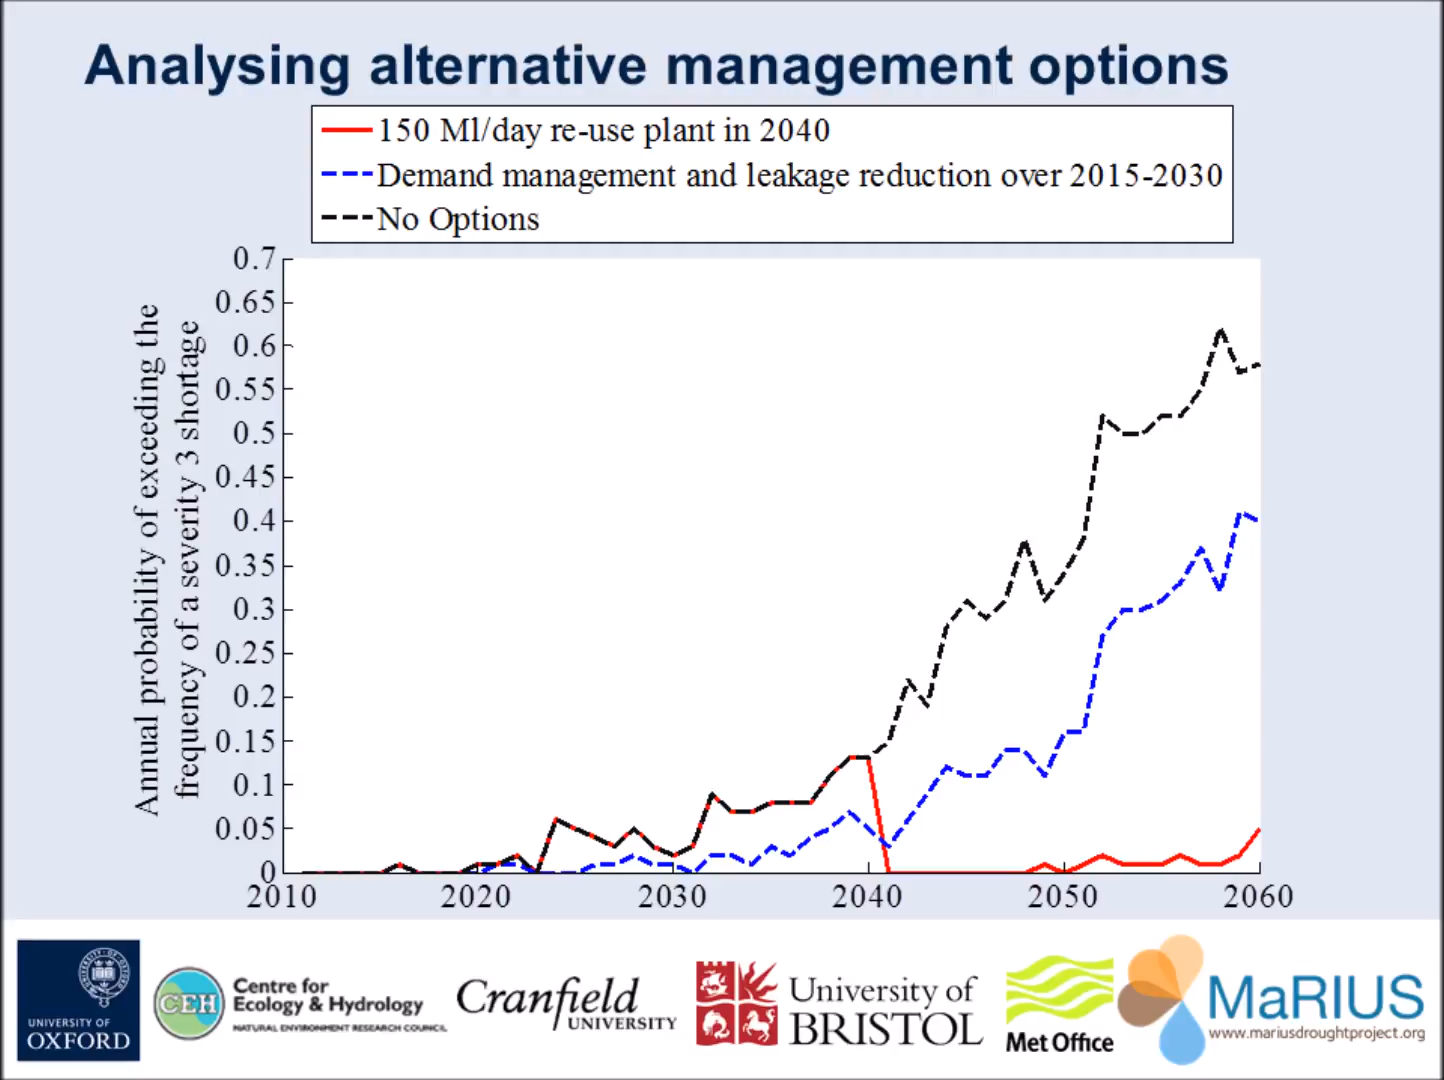 Analysing alternative management options
150 Ml/day re-use plant in 2040
Demand management and leakage reduction over 2015-2030
No Options
Annual probability of exceeding the
frequency of a severity 3 shortage
0.7
0.65
0.6
0.55
0.5
0.45
0.4
0.35
0.3
0.25
0.2
0.15
0.1
0.05
0
2010 2020 2030 2040 2050 2060
UNIVERSITY OF
OXFORD
CEH
Centre for
Ecology & Hydrology
NATURAL ENVIRONMENT RESEARCH COUNCIL
Cranfield
UNIVERSITY
University of
BRISTOL
Met Office
MaRIUS
www.mariusdroughtproject.org